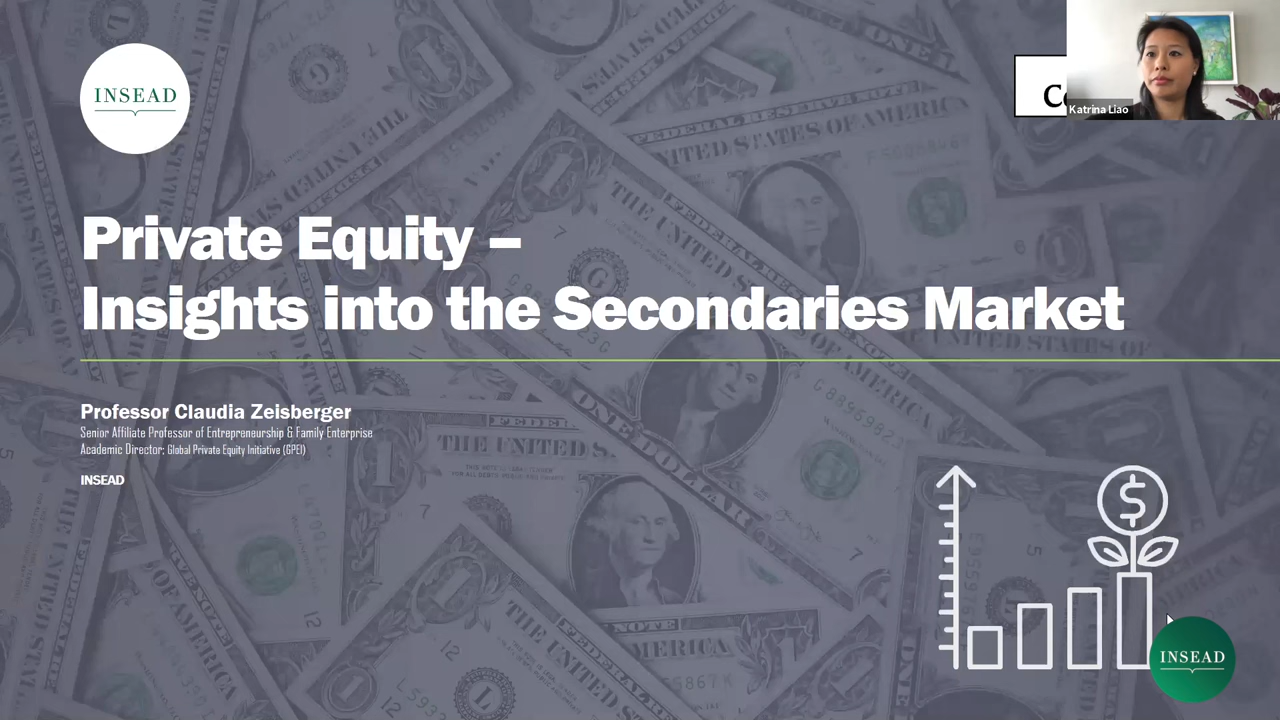 INSEAD
Katrina Liao
Private Equity –
Insights into the Secondaries Market
Professor Claudia Zeisberger
Senior Affiliate Professor of Entrepreneurship & Family Enterprise
Academic Director; Global Private Equity Initiative (GPEI)
INSEAD
$
INSEAD